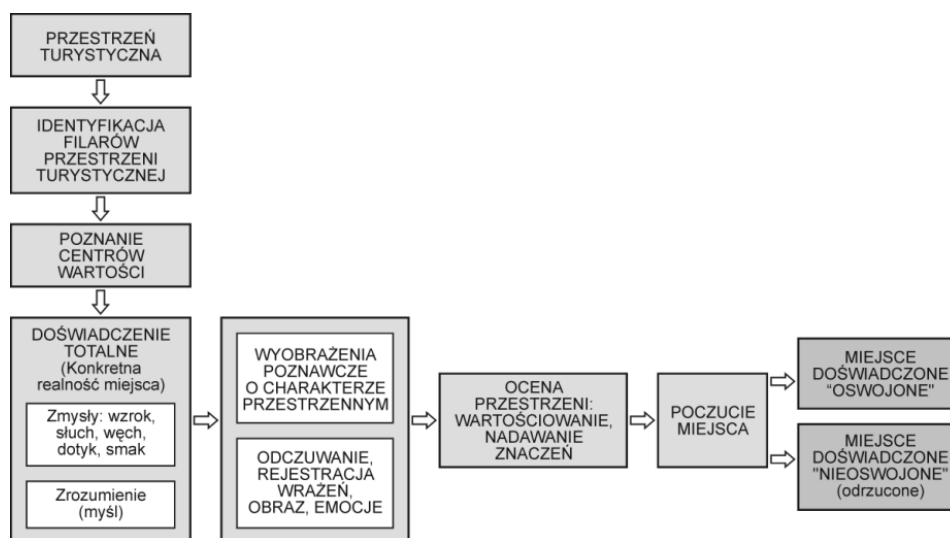 PRZESTRZEŃ
TURYSTYCZNA
IDENTYFIKACJA
FILARÓW
PRZESTRZENI
TURYSTYCZNEJ
POZNANIE
CENTRÓW
WARTOŚCI
DOŚWIADCZENIE
TOTALNE
(Konkretna
realność miejsca)
Zmysły: wzrok,
słuch, węch,
dotyk, smak
Zrozumienie
(myśl)
WYOBRAŻENIA
POZNAWCZE
O CHARAKTERZE
PRZESTRZENNYM
ODCZUWANIE,
REJESTRACJA
WRAŻEŃ,
OBRAZ, EMOCJE
OCENA
PRZESTRZENI:
WARTOŚCIOWANIE,
NADAWANIE
ZNACZEŃ
POCZUCIE
MIEJSCA
MIEJSCE
DOŚWIADCZONE
“OSWOJONE”
MIEJSCE
DOŚWIADCZONE
"NIEOSWOJONE"
(odrzucone)